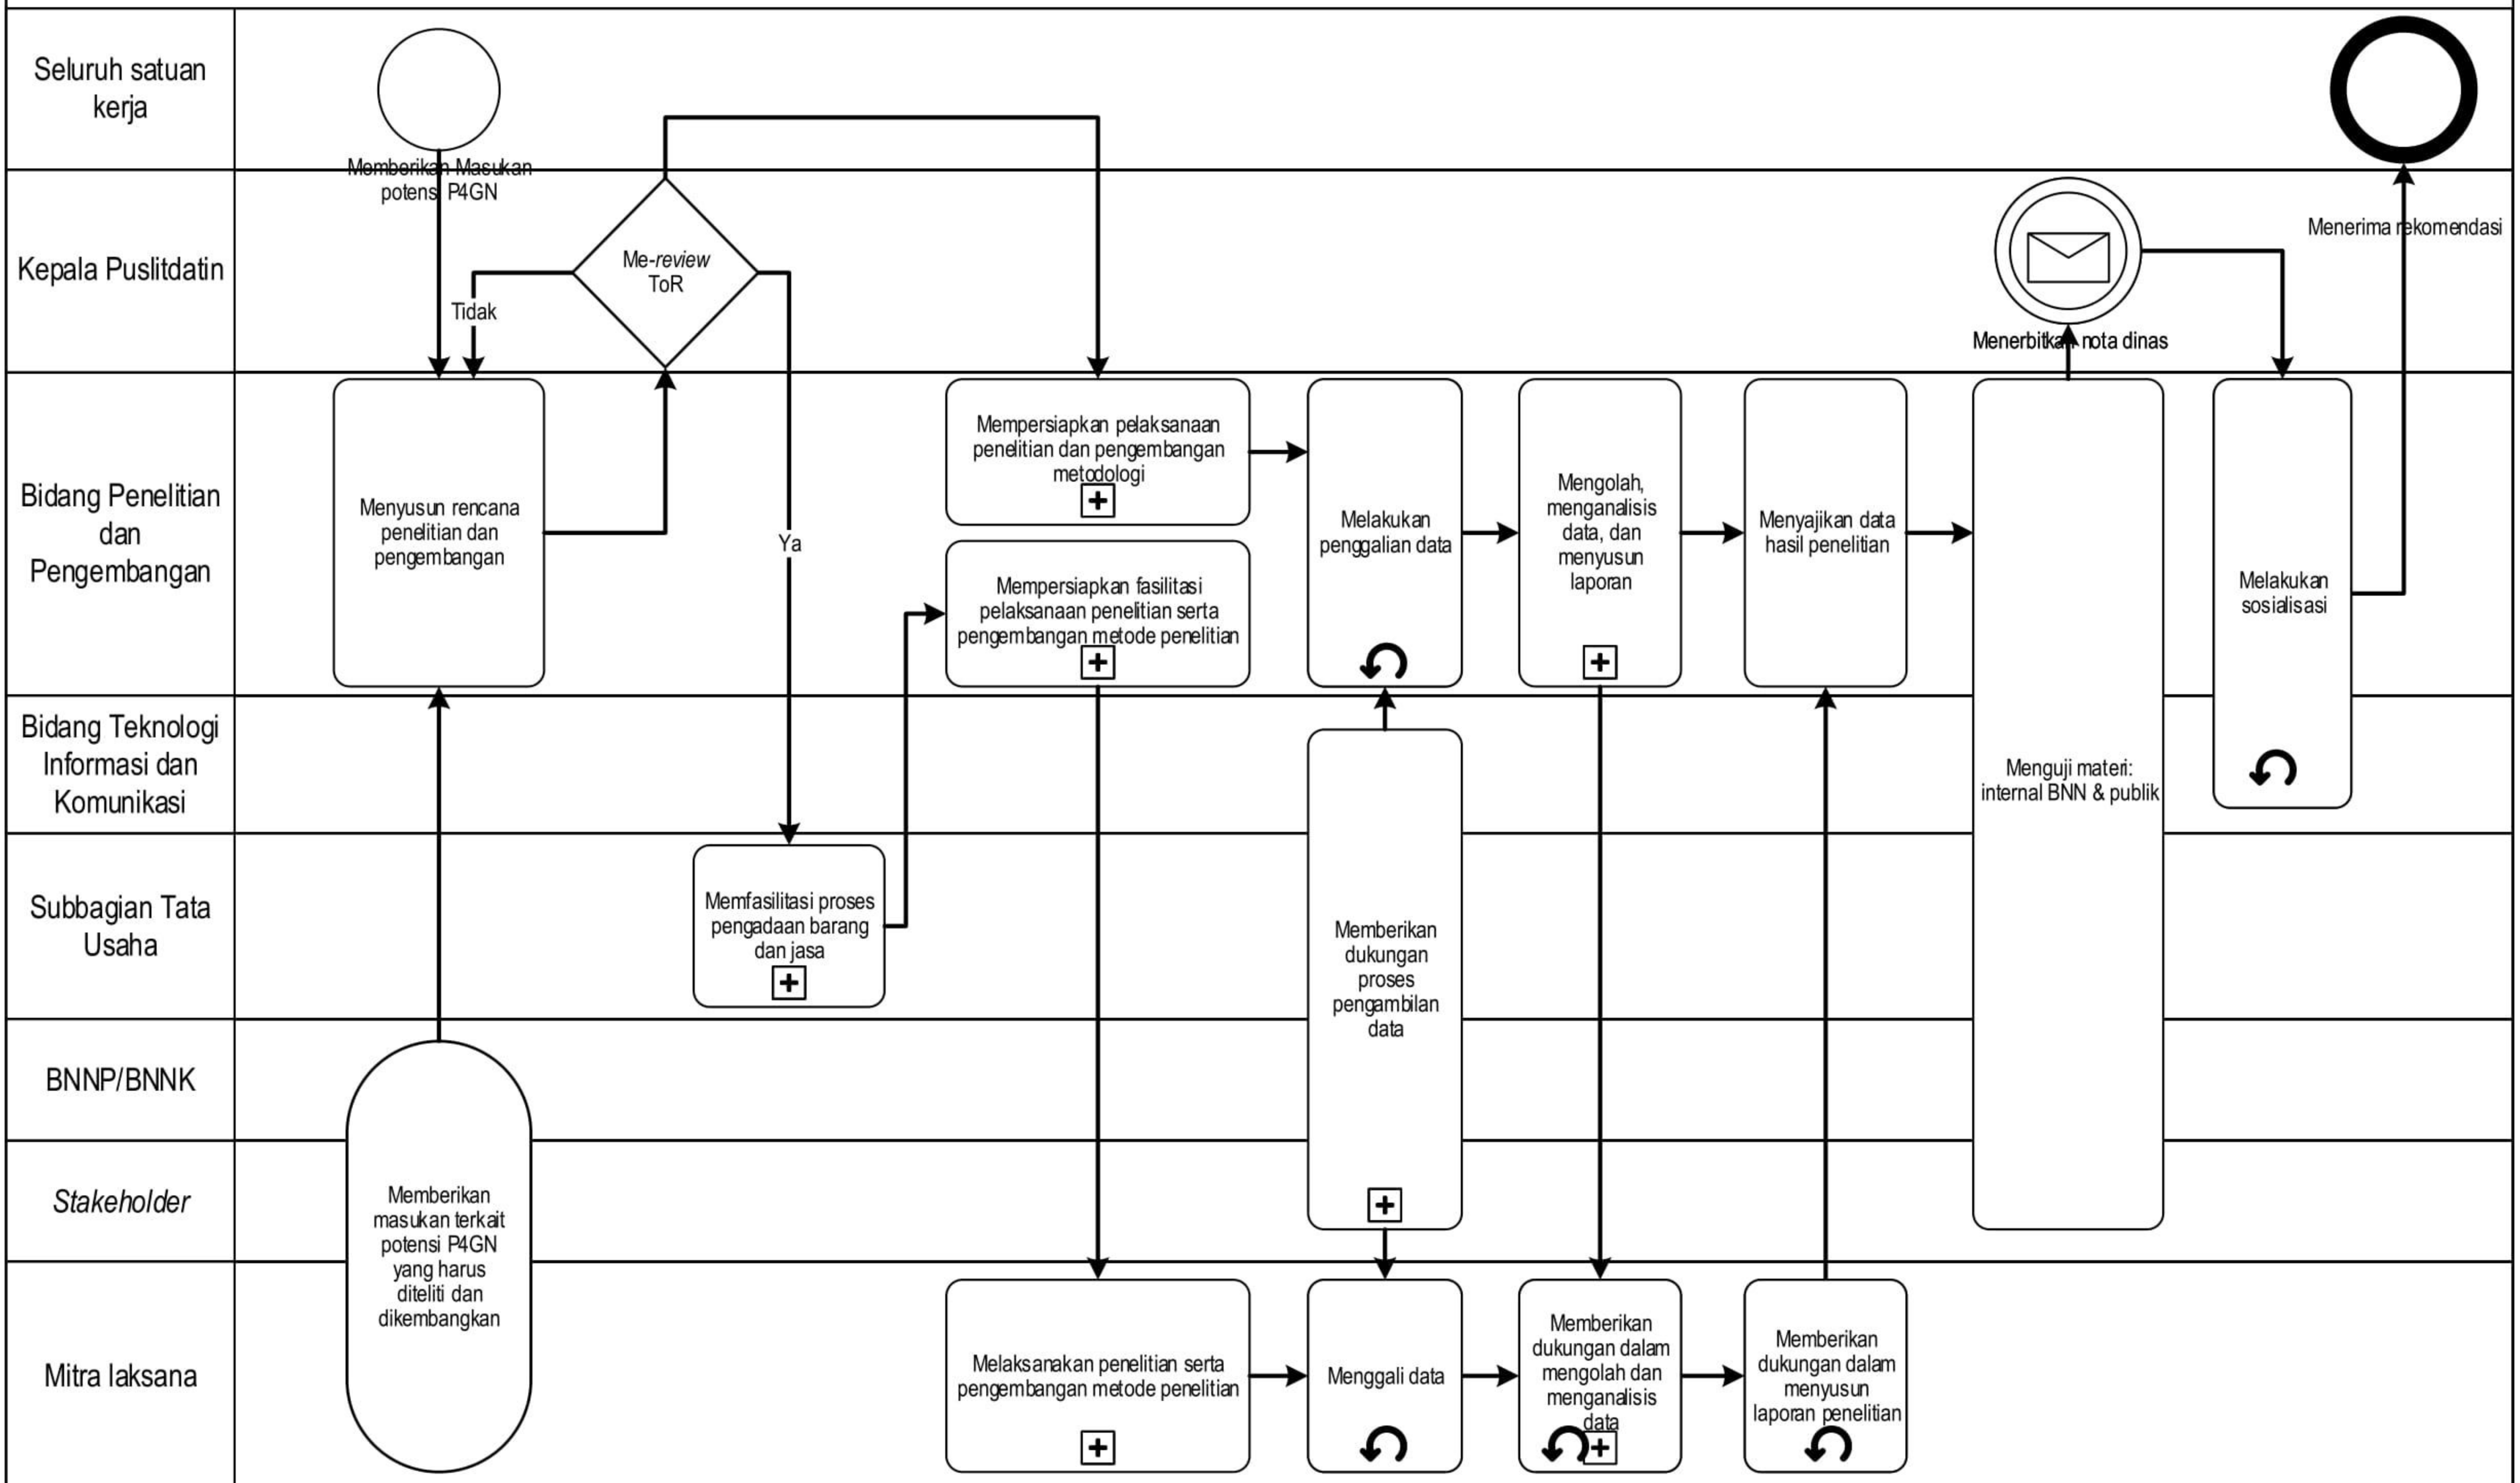 Seluruh satuan
kerja
Memberikan Masukan
potensi P4GN
Kepala Puslitdatin
Me-review
ToR
Tidak
Ya
Menerbitkan nota dinas
Menerima rekomendasi
Bidang Penelitian
dan
Pengembangan
Menyusun rencana
penelitian dan
pengembangan
Mempersiapkan pelaksanaan
penelitian dan pengembangan
metodologi
Mempersiapkan fasilitasi
pelaksanaan penelitian serta
pengembangan metode penelitian
Melakukan
penggalian data
Mengolah,
menganalisis
data, dan
menyusun
laporan
Menyajikan data
hasil penelitian
Melakukan
sosialisasi
Bidang Teknologi
Informasi dan
Komunikasi
Menguji materi:
internal BNN & publik
Subbagian Tata
Usaha
Memfasilitasi proses
pengadaan barang
dan jasa
Memberikan
dukungan
proses
pengambilan
data
BNNP/BNNK
Stakeholder
Memberikan
masukan terkait
potensi P4GN
yang harus
diteliti dan
dikembangkan
Mitra laksana
Melaksanakan penelitian serta
pengembangan metode penelitian
Menggali data
Memberikan
dukungan dalam
mengolah dan
menganalisis
data
Memberikan
dukungan dalam
menyusun
laporan penelitian